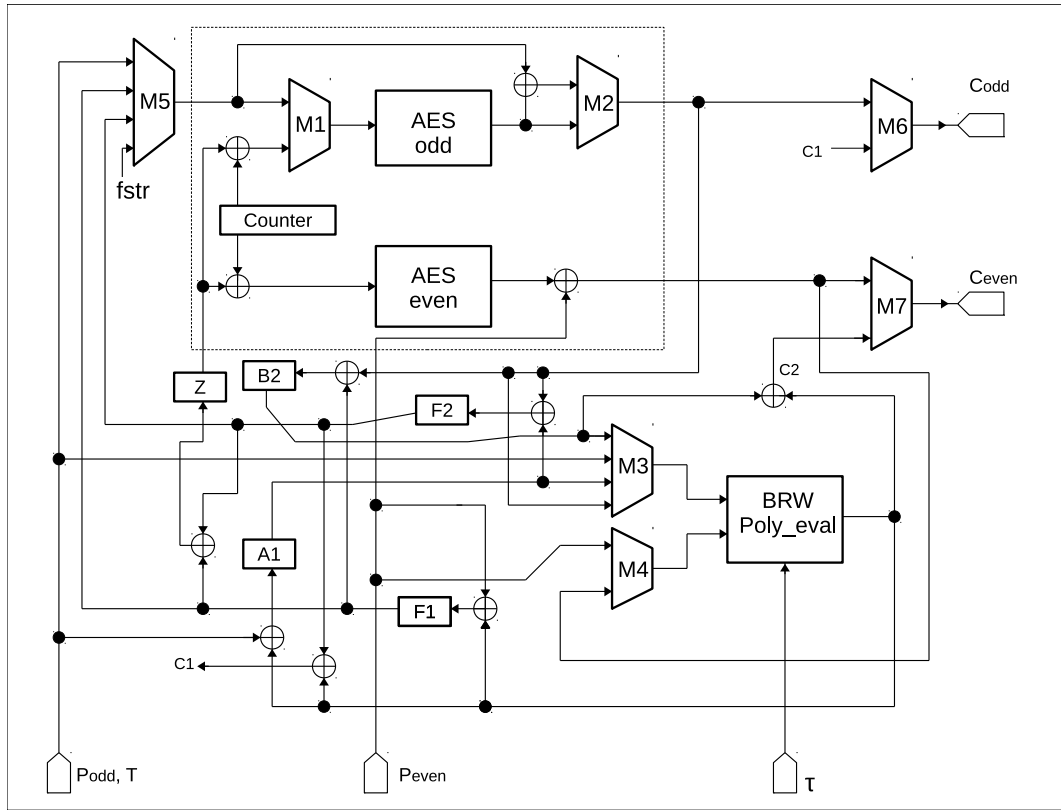 Codd
M5
M1
AES
odd
M2
M6
C1
fstr
Counter
AES
even
Ceven
M7
Z
B2
F2
C2
M3
BRW
Poly_eval
A1
M4
F1
C1
Podd, T
Peven
τ